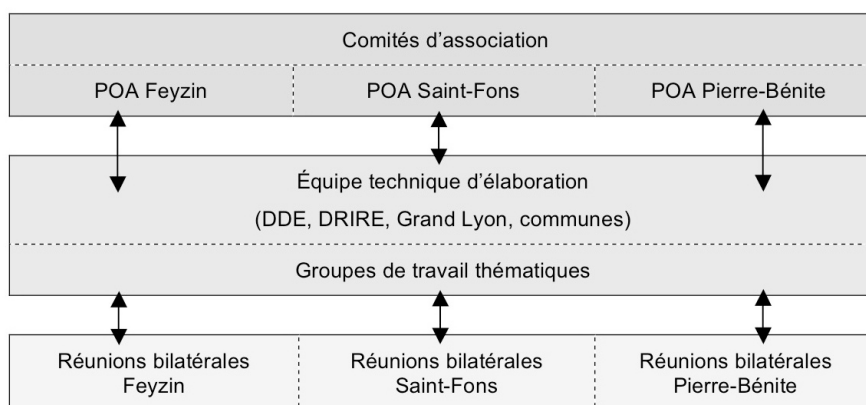 Comités d’association
POA Feyzin
POA Saint-Fons
POA Pierre-Bénite
Équipe technique d’élaboration
(DDE, DRIRE, Grand Lyon, communes)
Groupes de travail thématiques
Réunions bilatérales
Feyzin
Réunions bilatérales
Saint-Fons
Réunions bilatérales
Pierre-Bénite